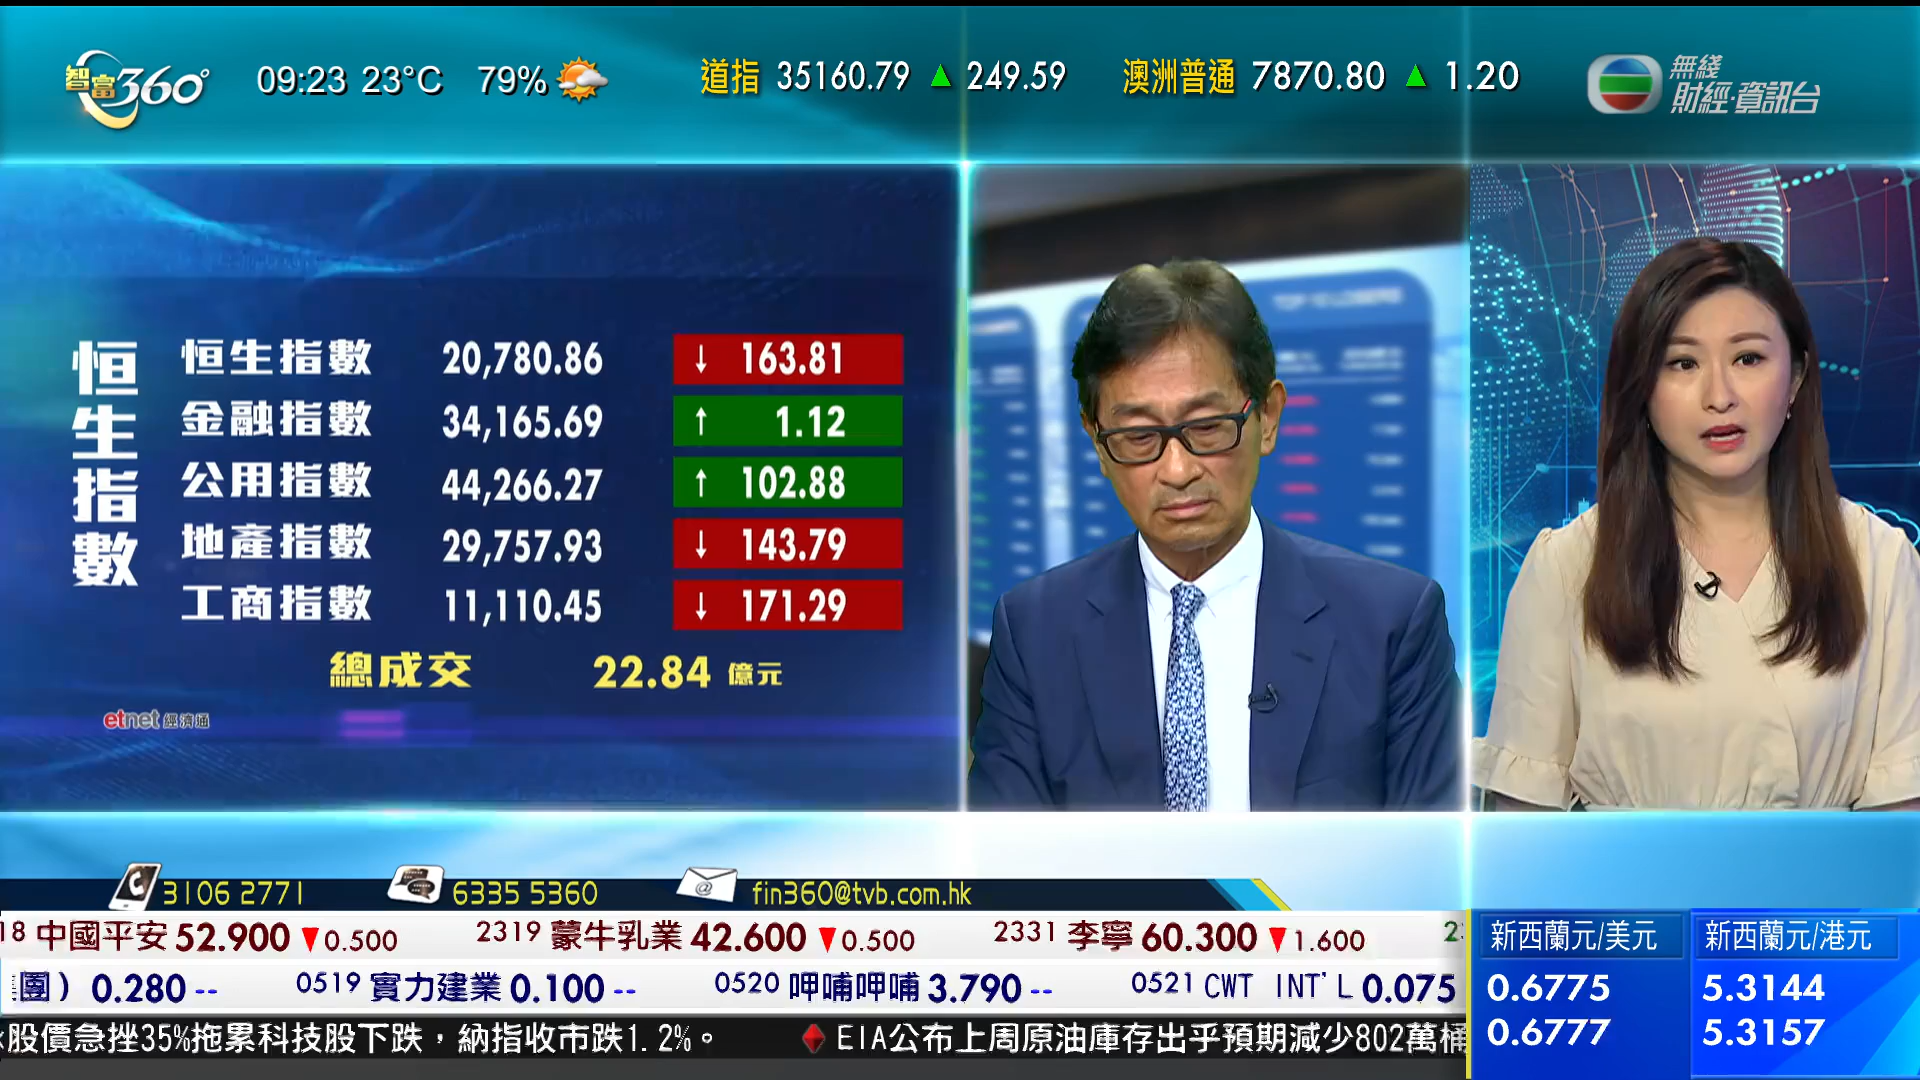 智富360°
09:23 23°C 79%
道指 35160.79 ▲ 249.59 澳洲普通 7870.80 ▲ 1.20
無綫
財經·資訊台
恒生指數
恒生指數 20,780.86 ↓ 163.81
金融指數 34,165.69 ↑ 1.12
公用指數 44,266.27 ↑ 102.88
地產指數 29,757.93 ↓ 143.79
工商指數 11,110.45 ↓ 171.29
總成交 22.84 億元
etnet 經濟通
TOP 10 LOSERS
3106 2771 6335 5360 fin360@tvb.com.hk
18 中國平安 52.900 ▼ 0.500 2319 蒙牛乳業 42.600 ▼ 0.500 2331 李寧 60.300 ▼ 1.600
團) 0.280 -- 0519 實力建業 0.100 -- 0520 呷哺呷哺 3.790 -- 0521 CWT INT'L 0.075
股價急挫35%拖累科技股下跌，納指收市跌1.2%。 EIA公布上周原油庫存出乎預期減少802萬桶
新西蘭元/美元
0.6775
0.6777
新西蘭元/港元
5.3144
5.3157